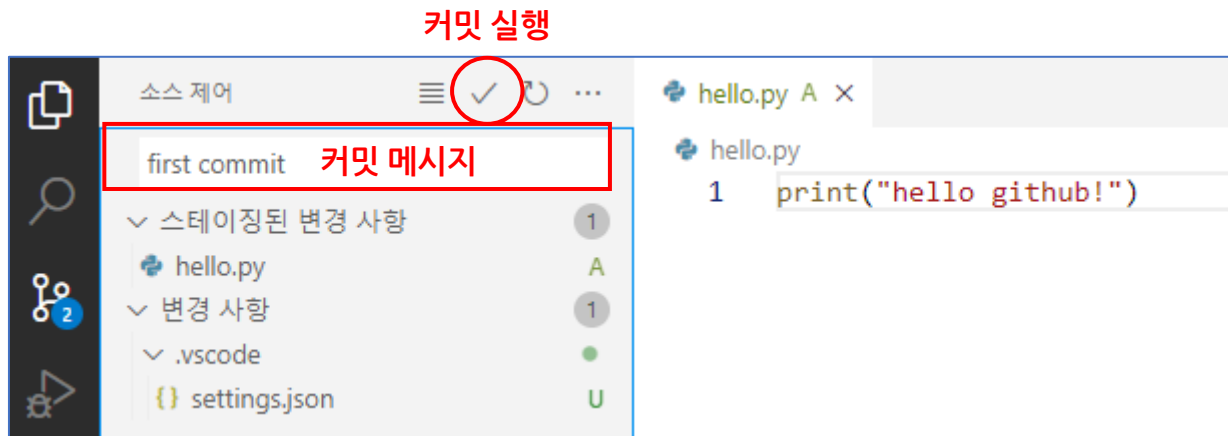 커밋 실행
소스 제어
first commit 커밋 메시지
스테이징된 변경 사항 1
hello.py A
변경 사항 1
.vscode
{} settings.json U
2
hello.py A ×
hello.py
1 print("hello github!")